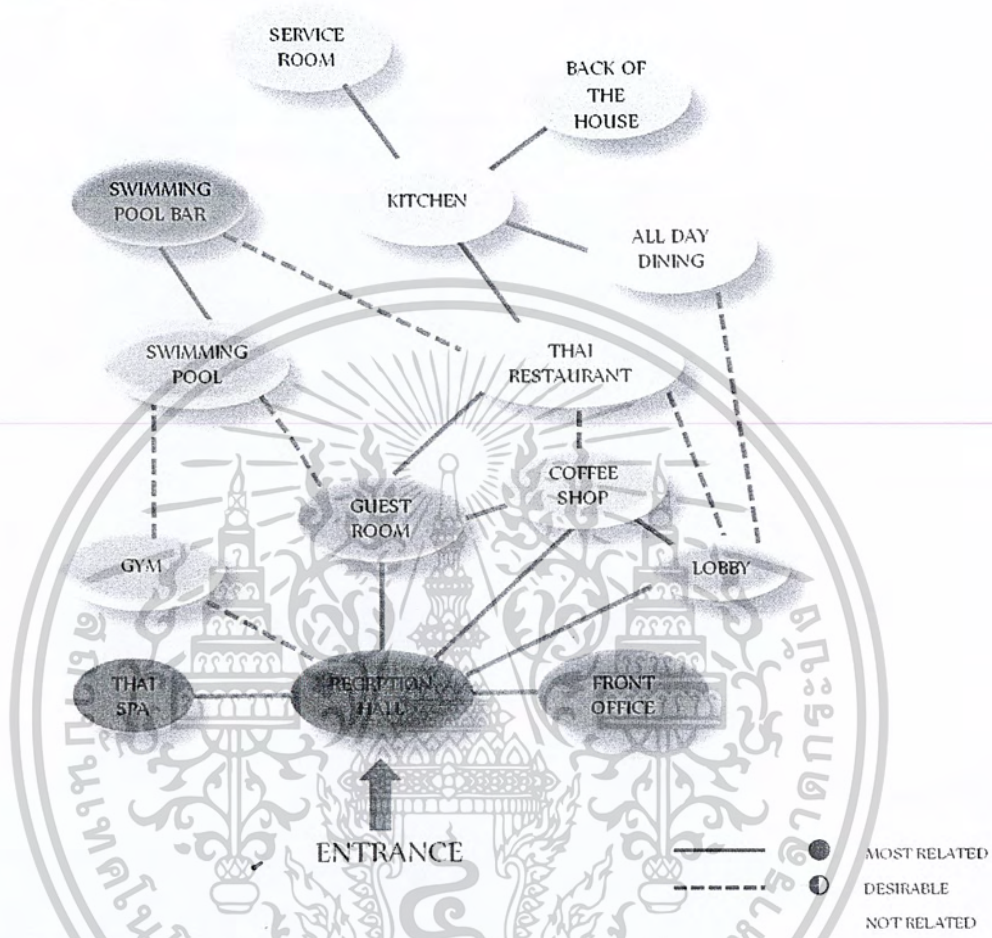 SERVICE
ROOM
BACK OF
THE
HOUSE
SWIMMING
POOL BAR
KITCHEN
ALL DAY
DINING
SWIMMING
POOL
THAI
RESTAURANT
COFFEE
SHOP
GUEST
ROOM
GYM
LOBBY
THAI
SPA
RECEPTION
HALL
FRONT
OFFICE
ENTRANCE
MOST RELATED
DESIRABLE
NOT RELATED